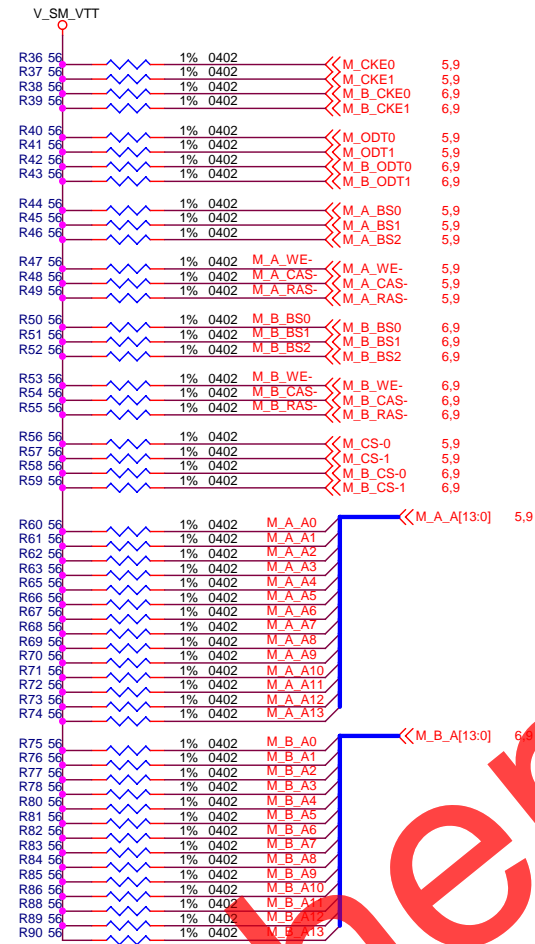 V_SM_VTT
R36 56 1% 0402 M_CKE0 5,9
R37 56 1% 0402 M_CKE1 5,9
R38 56 1% 0402 M_B_CKE0 6,9
R39 56 1% 0402 M_B_CKE1 6,9
R40 56 1% 0402 M_ODT0 5,9
R41 56 1% 0402 M_ODT1 5,9
R42 56 1% 0402 M_B_ODT0 6,9
R43 56 1% 0402 M_B_ODT1 6,9
R44 56 1% 0402 M_A_BS0 5,9
R45 56 1% 0402 M_A_BS1 5,9
R46 56 1% 0402 M_A_BS2 5,9
R47 56 1% 0402 M_A_WE- M_A_WE- 5,9
R48 56 1% 0402 M_A_CAS- M_A_CAS- 5,9
R49 56 1% 0402 M_A_RAS- M_A_RAS- 5,9
R50 56 1% 0402 M_B_BS0 M_B_BS0 6,9
R51 56 1% 0402 M_B_BS1 M_B_BS1 6,9
R52 56 1% 0402 M_B_BS2 M_B_BS2 6,9
R53 56 1% 0402 M_B_WE- M_B_WE- 6,9
R54 56 1% 0402 M_B_CAS- M_B_CAS- 6,9
R55 56 1% 0402 M_B_RAS- M_B_RAS- 6,9
R56 56 1% 0402 M_CS-0 5,9
R57 56 1% 0402 M_CS-1 5,9
R58 56 1% 0402 M_B_CS-0 6,9
R59 56 1% 0402 M_B_CS-1 6,9
M_A_A[13:0] 5,9
R60 56 1% 0402 M_A_A0
R61 56 1% 0402 M_A_A1
R62 56 1% 0402 M_A_A2
R63 56 1% 0402 M_A_A3
R65 56 1% 0402 M_A_A4
R66 56 1% 0402 M_A_A5
R67 56 1% 0402 M_A_A6
R68 56 1% 0402 M_A_A7
R69 56 1% 0402 M_A_A8
R70 56 1% 0402 M_A_A9
R71 56 1% 0402 M_A_A10
R72 56 1% 0402 M_A_A11
R73 56 1% 0402 M_A_A12
R74 56 1% 0402 M_A_A13
M_B_A[13:0] 6,9
R75 56 1% 0402 M_B_A0
R76 56 1% 0402 M_B_A1
R77 56 1% 0402 M_B_A2
R78 56 1% 0402 M_B_A3
R80 56 1% 0402 M_B_A4
R81 56 1% 0402 M_B_A5
R82 56 1% 0402 M_B_A6
R83 56 1% 0402 M_B_A7
R84 56 1% 0402 M_B_A8
R85 56 1% 0402 M_B_A9
R86 56 1% 0402 M_B_A10
R88 56 1% 0402 M_B_A11
R89 56 1% 0402 M_B_A12
R90 56 1% 0402 M_B_A13